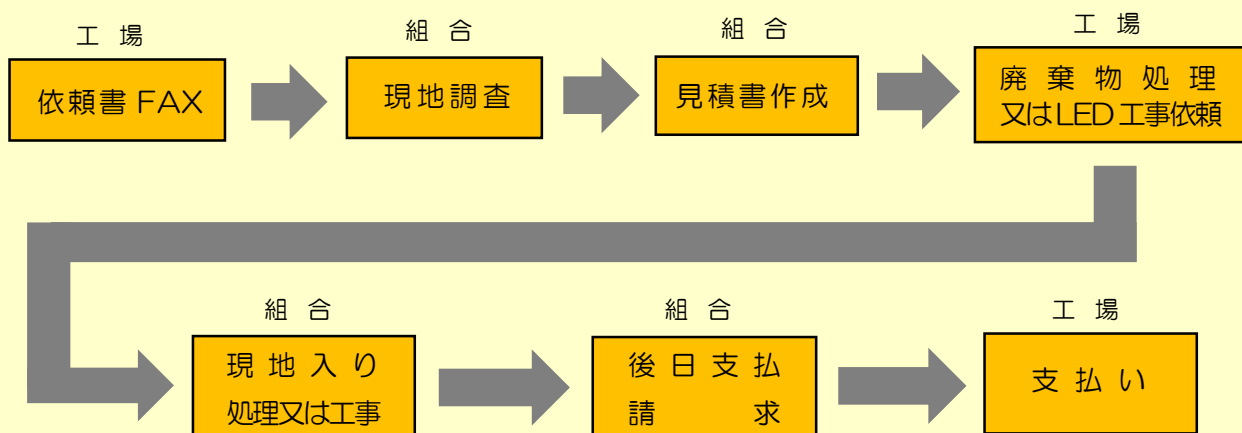 工場
依頼書 FAX
組合
現地調査
組合
見積書作成
工場
廃棄物処理
又はLED工事依頼
組合
現地入り
処理又は工事
組合
後日支払
請求
工場
支払い